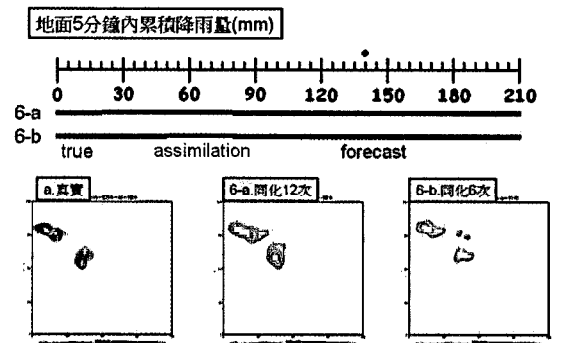 地面5分鐘內累積降雨量(mm)
0 30 60 90 120 150 180 210
6-a
6-b
true assimilation forecast
a.真實 6-a.同化12次 6-b.同化6次